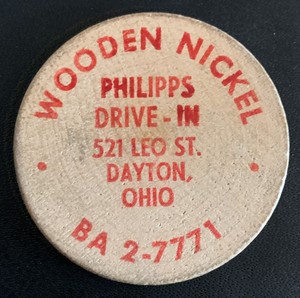 WOODEN NICKEL
PHILIPPS
DRIVE-IN
521 LEO ST.
DAYTON,
OHIO
BA 2-7771